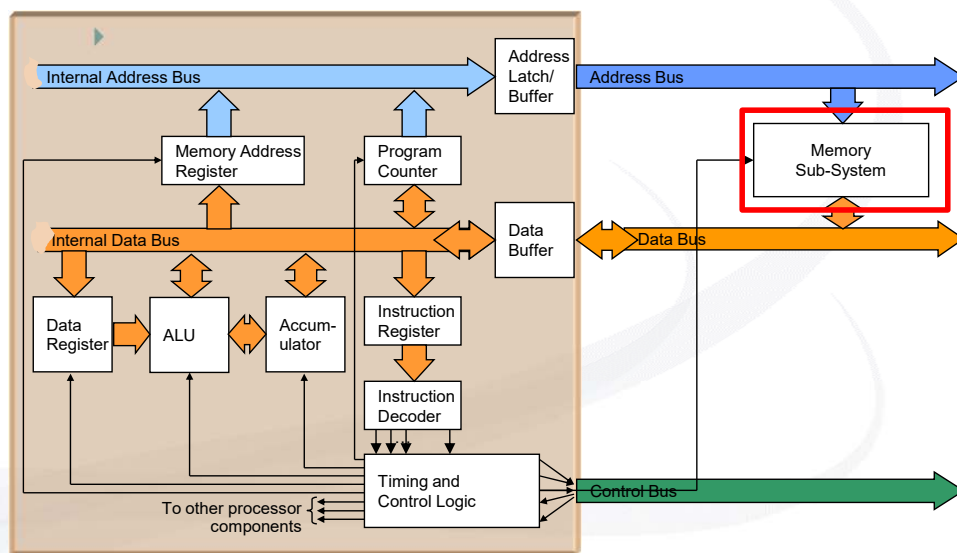 Internal Address Bus
Address
Latch/
Buffer
Address Bus
Memory Address
Register
Program
Counter
Memory
Sub-System
Internal Data Bus
Data
Buffer
Data Bus
Data
Register
ALU
Accum-
ulator
Instruction
Register
Instruction
Decoder
Timing and
Control Logic
Control Bus
To other processor
components